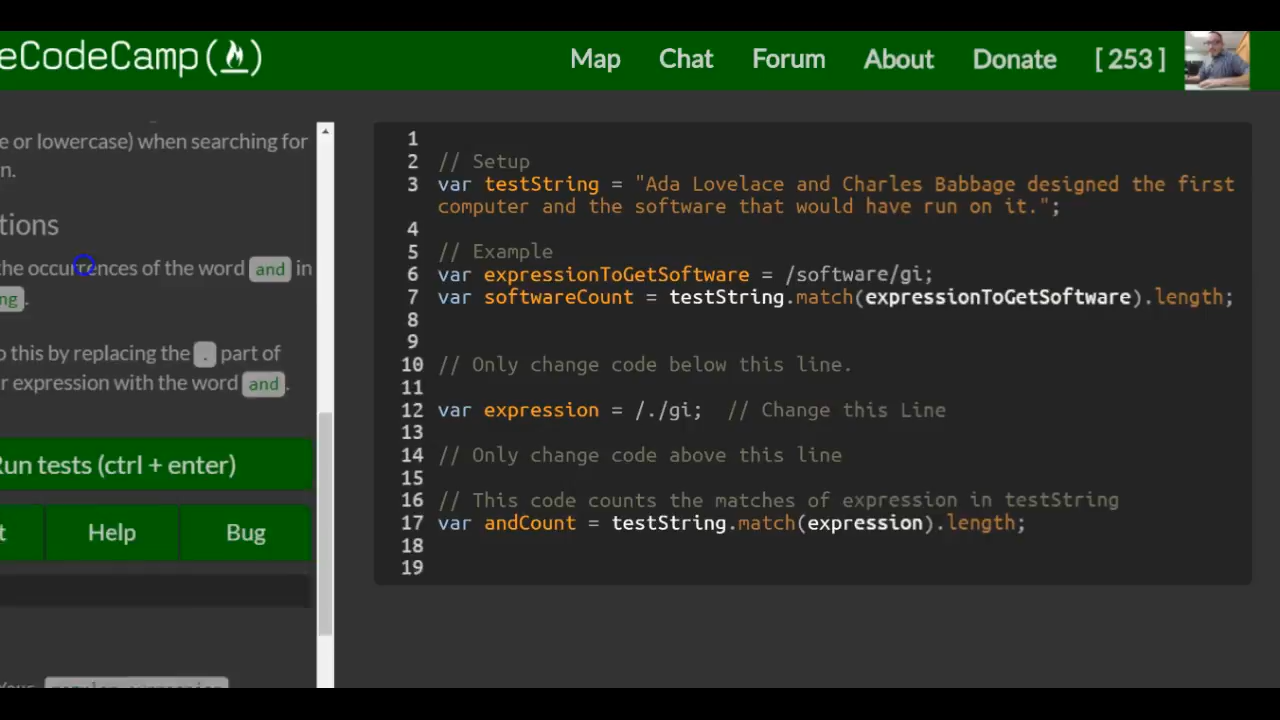 eCodeCamp(🔥)
Map Chat Forum About Donate [ 253 ]
e or lowercase) when searching for
n.
tions
the occurrences of the word and in
ng .
o this by replacing the . part of
r expression with the word and .
Run tests (ctrl + enter)
t Help Bug
1
2 // Setup
3 var testString = "Ada Lovelace and Charles Babbage designed the first
computer and the software that would have run on it.";
4
5 // Example
6 var expressionToGetSoftware = /software/gi;
7 var softwareCount = testString.match(expressionToGetSoftware).length;
8
9
10 // Only change code below this line.
11
12 var expression = /./gi; // Change this Line
13
14 // Only change code above this line
15
16 // This code counts the matches of expression in testString
17 var andCount = testString.match(expression).length;
18
19